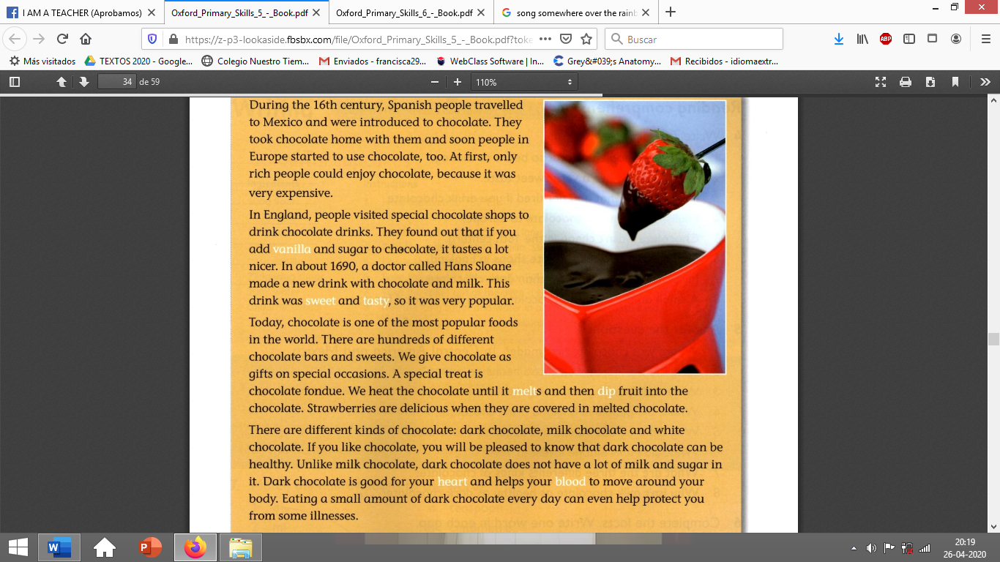 I AM A TEACHER (Aprobamos)
Oxford_Primary_Skills_5_-_Book.pdf
Oxford_Primary_Skills_6_-_Book.pdf
song somewhere over the rainb
https://z-p3-lookaside.fbsbx.com/file/Oxford_Primary_Skills_5_-_Book.pdf?toke
Buscar
ABP
Más visitados
TEXTOS 2020 - Google...
Colegio Nuestro Tiem...
Enviados - francisca29...
WebClass Software | In...
Grey&#039;s Anatomy...
Recibidos - idiomaextr...
34 de 59
110%
During the 16th century, Spanish people travelled
to Mexico and were introduced to chocolate. They
took chocolate home with them and soon people in
Europe started to use chocolate, too. At first, only
rich people could enjoy chocolate, because it was
very expensive.
In England, people visited special chocolate shops to
drink chocolate drinks. They found out that if you
add vanilla and sugar to chocolate, it tastes a lot
nicer. In about 1690, a doctor called Hans Sloane
made a new drink with chocolate and milk. This
drink was sweet and tasty, so it was very popular.
Today, chocolate is one of the most popular foods
in the world. There are hundreds of different
chocolate bars and sweets. We give chocolate as
gifts on special occasions. A special treat is
chocolate fondue. We heat the chocolate until it melts and then dip fruit into the
chocolate. Strawberries are delicious when they are covered in melted chocolate.
There are different kinds of chocolate: dark chocolate, milk chocolate and white
chocolate. If you like chocolate, you will be pleased to know that dark chocolate can be
healthy. Unlike milk chocolate, dark chocolate does not have a lot of milk and sugar in
it. Dark chocolate is good for your heart and helps your blood to move around your
body. Eating a small amount of dark chocolate every day can even help protect you
from some illnesses.
20:19
26-04-2020